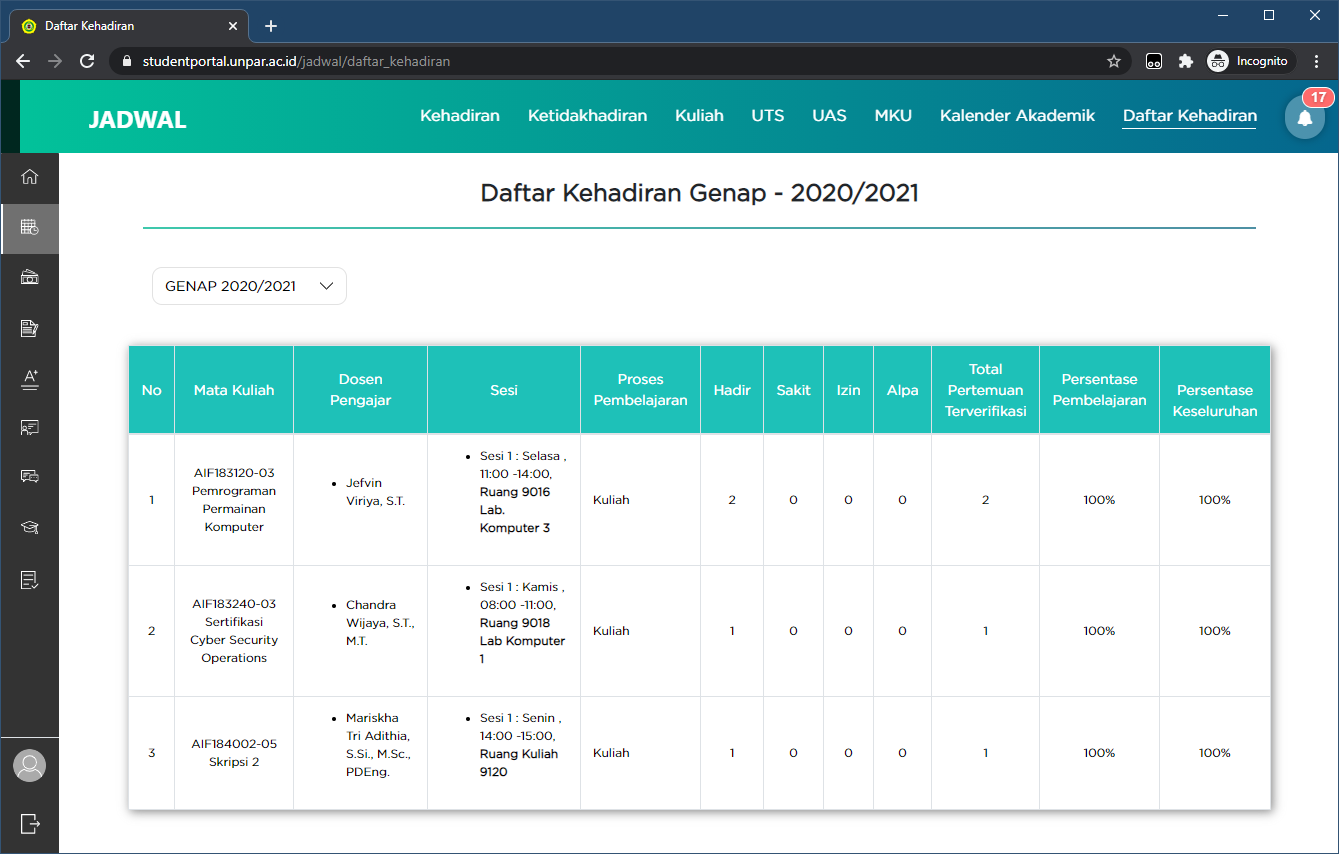 Daftar Kehadiran
studentportal.unpar.ac.id/jadwal/daftar_kehadiran
Incognito
JADWAL
Kehadiran
Ketidakhadiran
Kuliah
UTS
UAS
MKU
Kalender Akademik
Daftar Kehadiran
17
Daftar Kehadiran Genap - 2020/2021
GENAP 2020/2021
No
Mata Kuliah
Dosen
Pengajar
Sesi
Proses
Pembelajaran
Hadir
Sakit
Izin
Alpa
Total
Pertemuan
Terverifikasi
Persentase
Pembelajaran
Persentase
Keseluruhan
1
AIF183120-03
Pemrograman
Permainan
Komputer
• Jefvin
Viriya, S.T.
• Sesi 1 : Selasa ,
11:00 -14:00,
Ruang 9016
Lab.
Komputer 3
Kuliah
2
0
0
0
2
100%
100%
2
AIF183240-03
Sertifikasi
Cyber Security
Operations
• Chandra
Wijaya, S.T.,
M.T.
• Sesi 1 : Kamis ,
08:00 -11:00,
Ruang 9018
Lab Komputer
1
Kuliah
1
0
0
0
1
100%
100%
3
AIF184002-05
Skripsi 2
• Mariskha
Tri Adithia,
S.Si., M.Sc.,
PDEng.
• Sesi 1 : Senin ,
14:00 -15:00,
Ruang Kuliah
9120
Kuliah
1
0
0
0
1
100%
100%